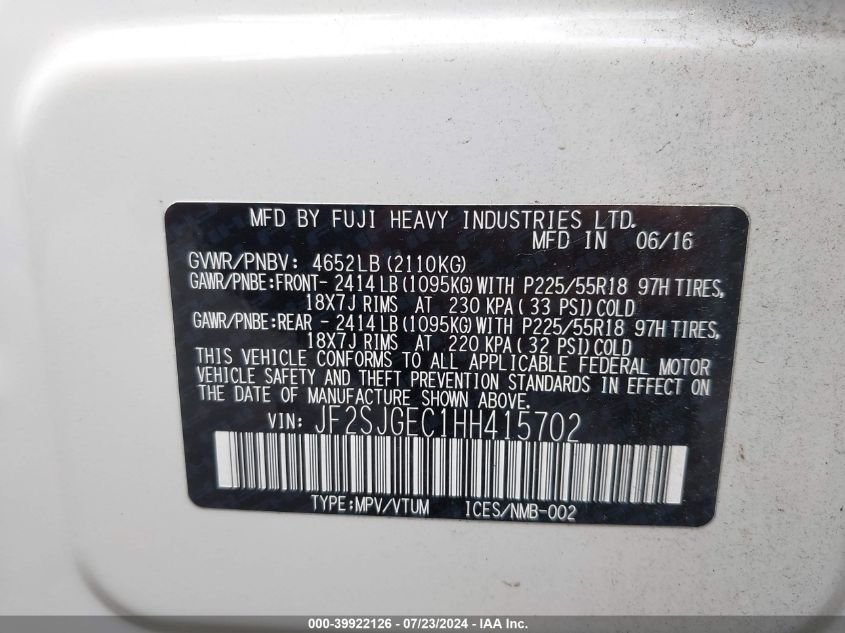 MFD BY FUJI HEAVY INDUSTRIES LTD.
MFD IN 06/16
GVWR/PNBV: 4652LB (2110KG)
GAWR/PNBE:FRONT- 2414LB (1095KG) WITH P225/55R18 97H TIRES,
18X7J RIMS AT 230 KPA( 33 PSI) COLD
GAWR/PNBE:REAR - 2414LB (1095KG) WITH P225/55R18 97H TIRES,
18X7J RIMS AT 220 KPA( 32 PSI) COLD
THIS VEHICLE CONFORMS TO ALL APPLICABLE FEDERAL MOTOR
VEHICLE SAFETY AND THEFT PREVENTION STANDARDS IN EFFECT ON
THE DATE OF MANUFACTURE SHOWN ABOVE.
VIN: JF2SJGEC1HH415702
TYPE:MPV/VTUM ICES/NMB-002
000-39922126 - 07/23/2024 - IAA Inc.